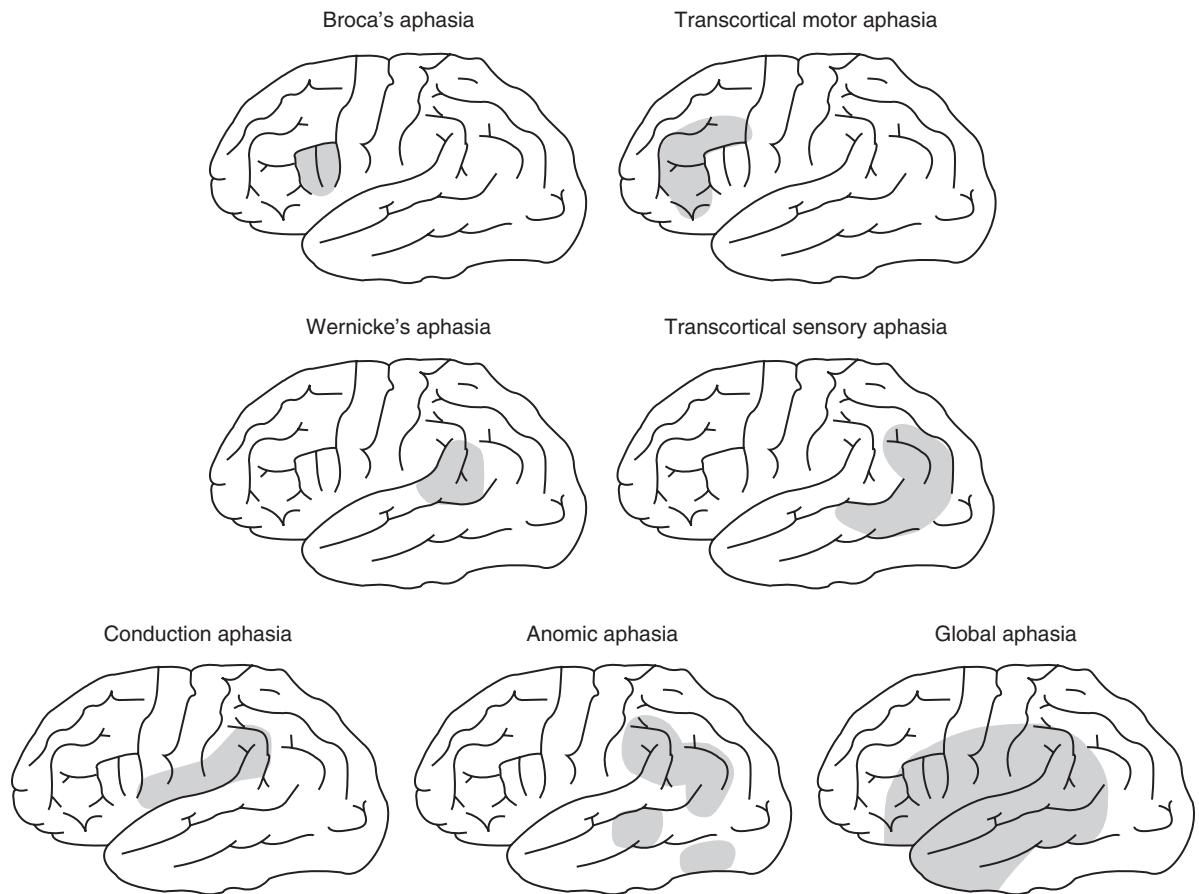 Broca's aphasia
Transcortical motor aphasia
Wernicke's aphasia
Transcortical sensory aphasia
Conduction aphasia
Anomic aphasia
Global aphasia